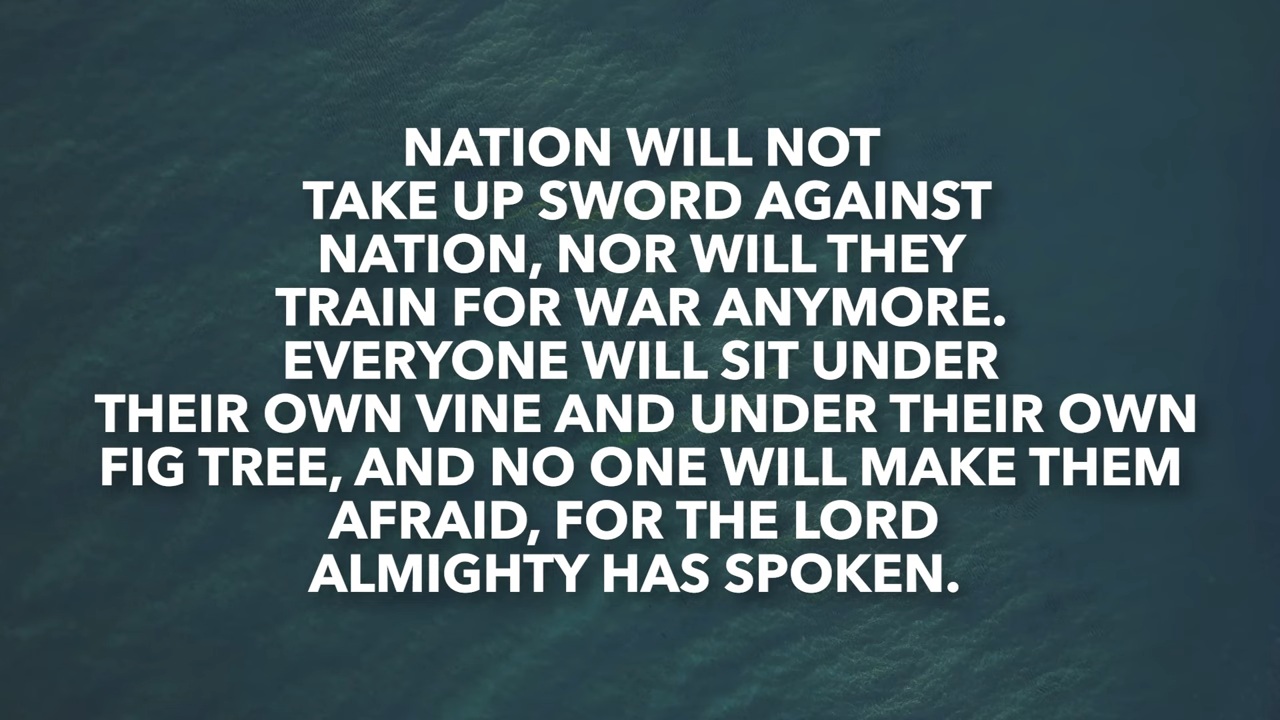 NATION WILL NOT
TAKE UP SWORD AGAINST
NATION, NOR WILL THEY
TRAIN FOR WAR ANYMORE.
EVERYONE WILL SIT UNDER
THEIR OWN VINE AND UNDER THEIR OWN
FIG TREE, AND NO ONE WILL MAKE THEM
AFRAID, FOR THE LORD
ALMIGHTY HAS SPOKEN.